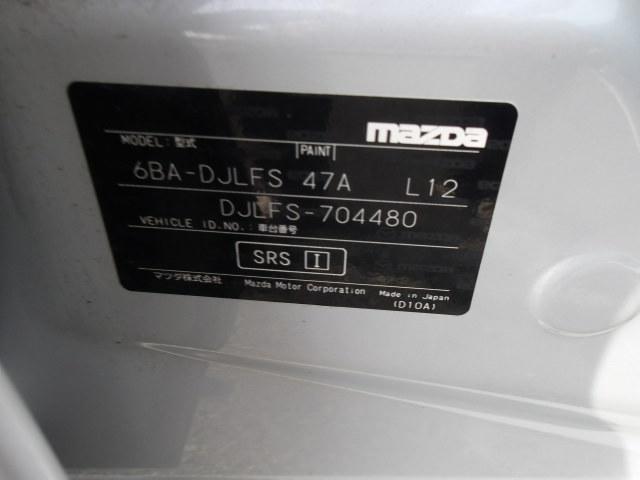 mazda
MODEL:型式 PAINT
6BA-DJLFS 47A L12
DJLFS-704480
VEHICLE ID.NO.:車台番号
SRS I
マツダ株式会社 Mazda Motor Corporation Made in Japan
(D10A)